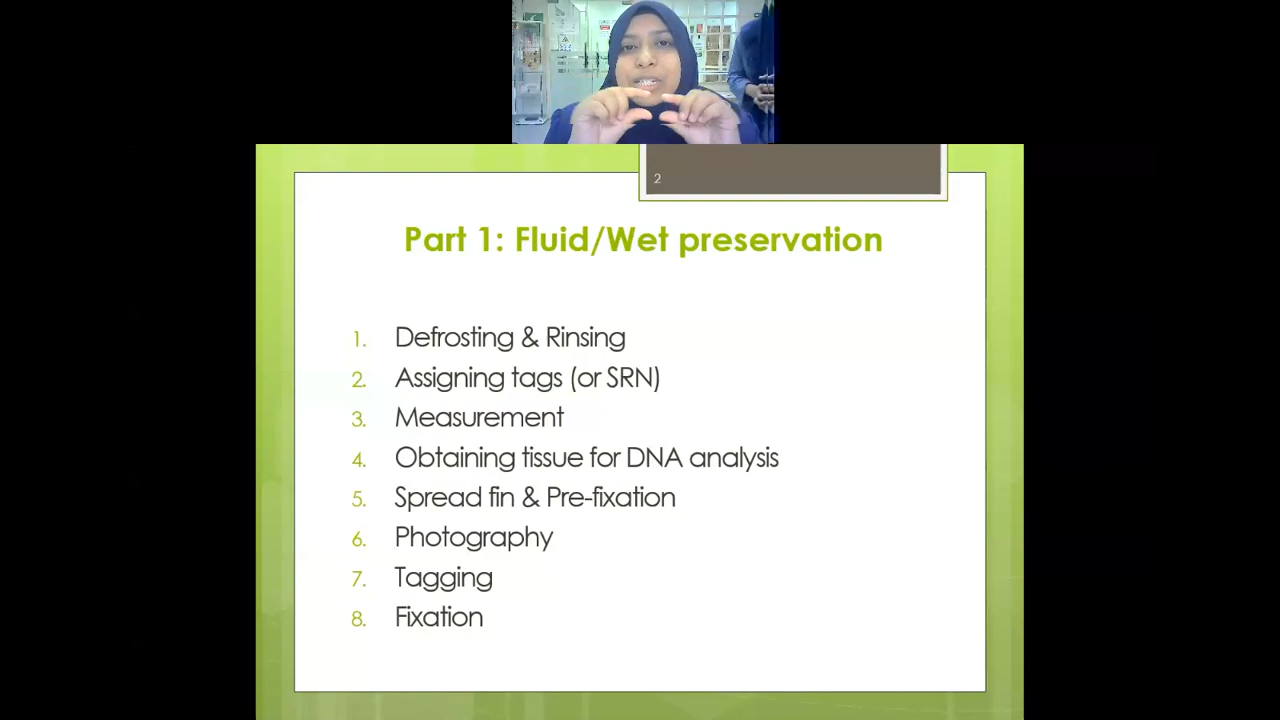 2
Part 1: Fluid/Wet preservation
1. Defrosting & Rinsing
2. Assigning tags (or SRN)
3. Measurement
4. Obtaining tissue for DNA analysis
5. Spread fin & Pre-fixation
6. Photography
7. Tagging
8. Fixation